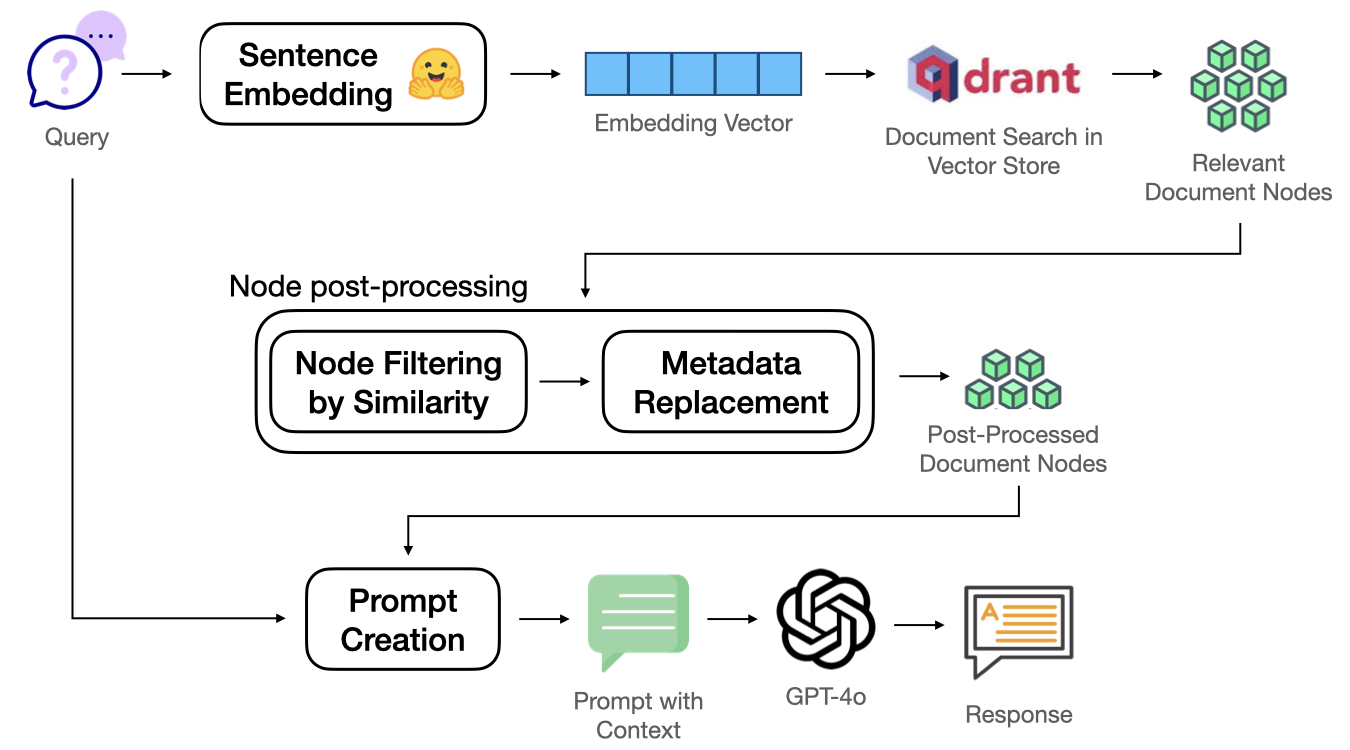 Sentence
Embedding
Query
Embedding Vector
qdrant
Document Search in
Vector Store
Relevant
Document Nodes
Node post-processing
Node Filtering
by Similarity
Metadata
Replacement
Post-Processed
Document Nodes
Prompt
Creation
Prompt with
Context
GPT-4o
A
Response